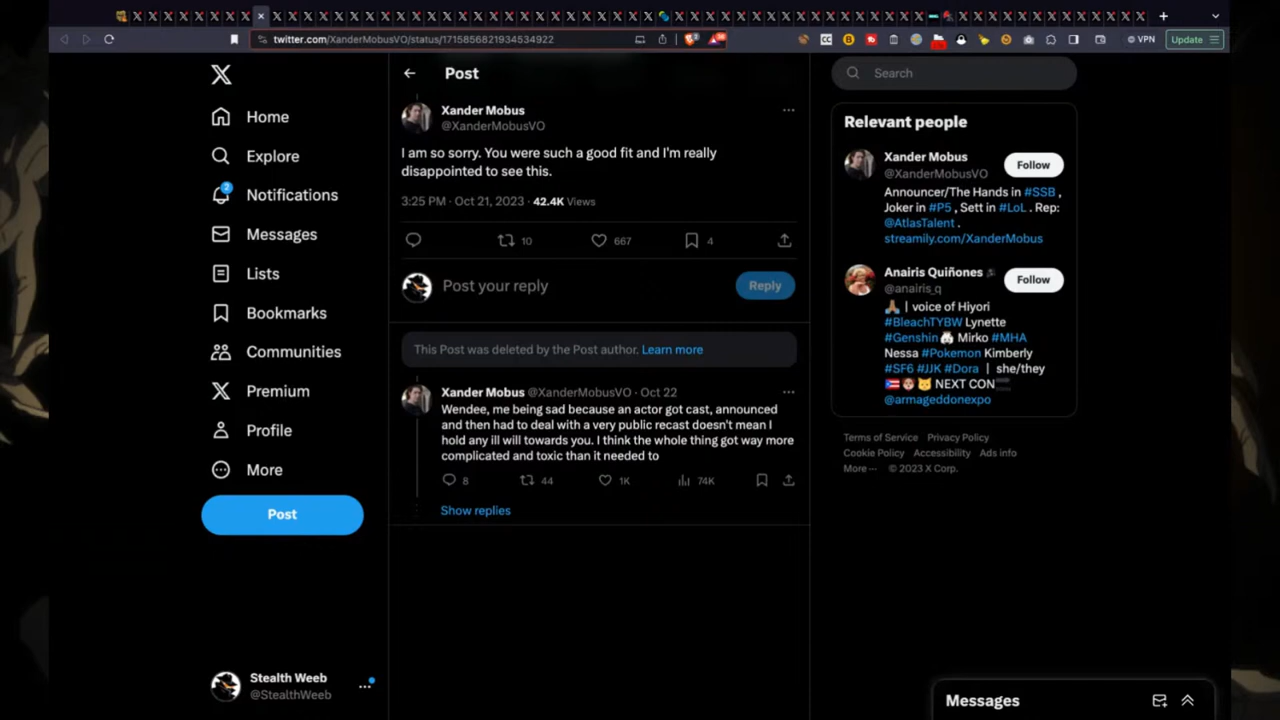 twitter.com/XanderMobusVO/status/1715856821934534922
VPN
Update
Home
Explore
2
Notifications
Messages
Lists
Bookmarks
Communities
Premium
Profile
More
Post
Stealth Weeb
@StealthWeeb
Post
Xander Mobus
@XanderMobusVO
I am so sorry. You were such a good fit and I'm really
disappointed to see this.
3:25 PM · Oct 21, 2023 · 42.4K Views
10
667
4
Post your reply
Reply
This Post was deleted by the Post author. Learn more
Xander Mobus @XanderMobusVO · Oct 22
Wendee, me being sad because an actor got cast, announced
and then had to deal with a very public recast doesn't mean I
hold any ill will towards you. I think the whole thing got way more
complicated and toxic than it needed to
8
44
1K
74K
Show replies
Search
Relevant people
Xander Mobus
@XanderMobusVO
Follow
Announcer/The Hands in #SSB ,
Joker in #P5 , Sett in #LoL . Rep:
@AtlasTalent .
streamily.com/XanderMobus
Anairis Quiñones
@anairis_q
Follow
| voice of Hiyori
#BleachTYBW Lynette
#Genshin Mirko #MHA
Nessa #Pokemon Kimberly
#SF6 #JJK #Dora | she/they
NEXT CON
@armageddonexpo
Terms of Service Privacy Policy
Cookie Policy Accessibility Ads info
More ··· © 2023 X Corp.
Messages